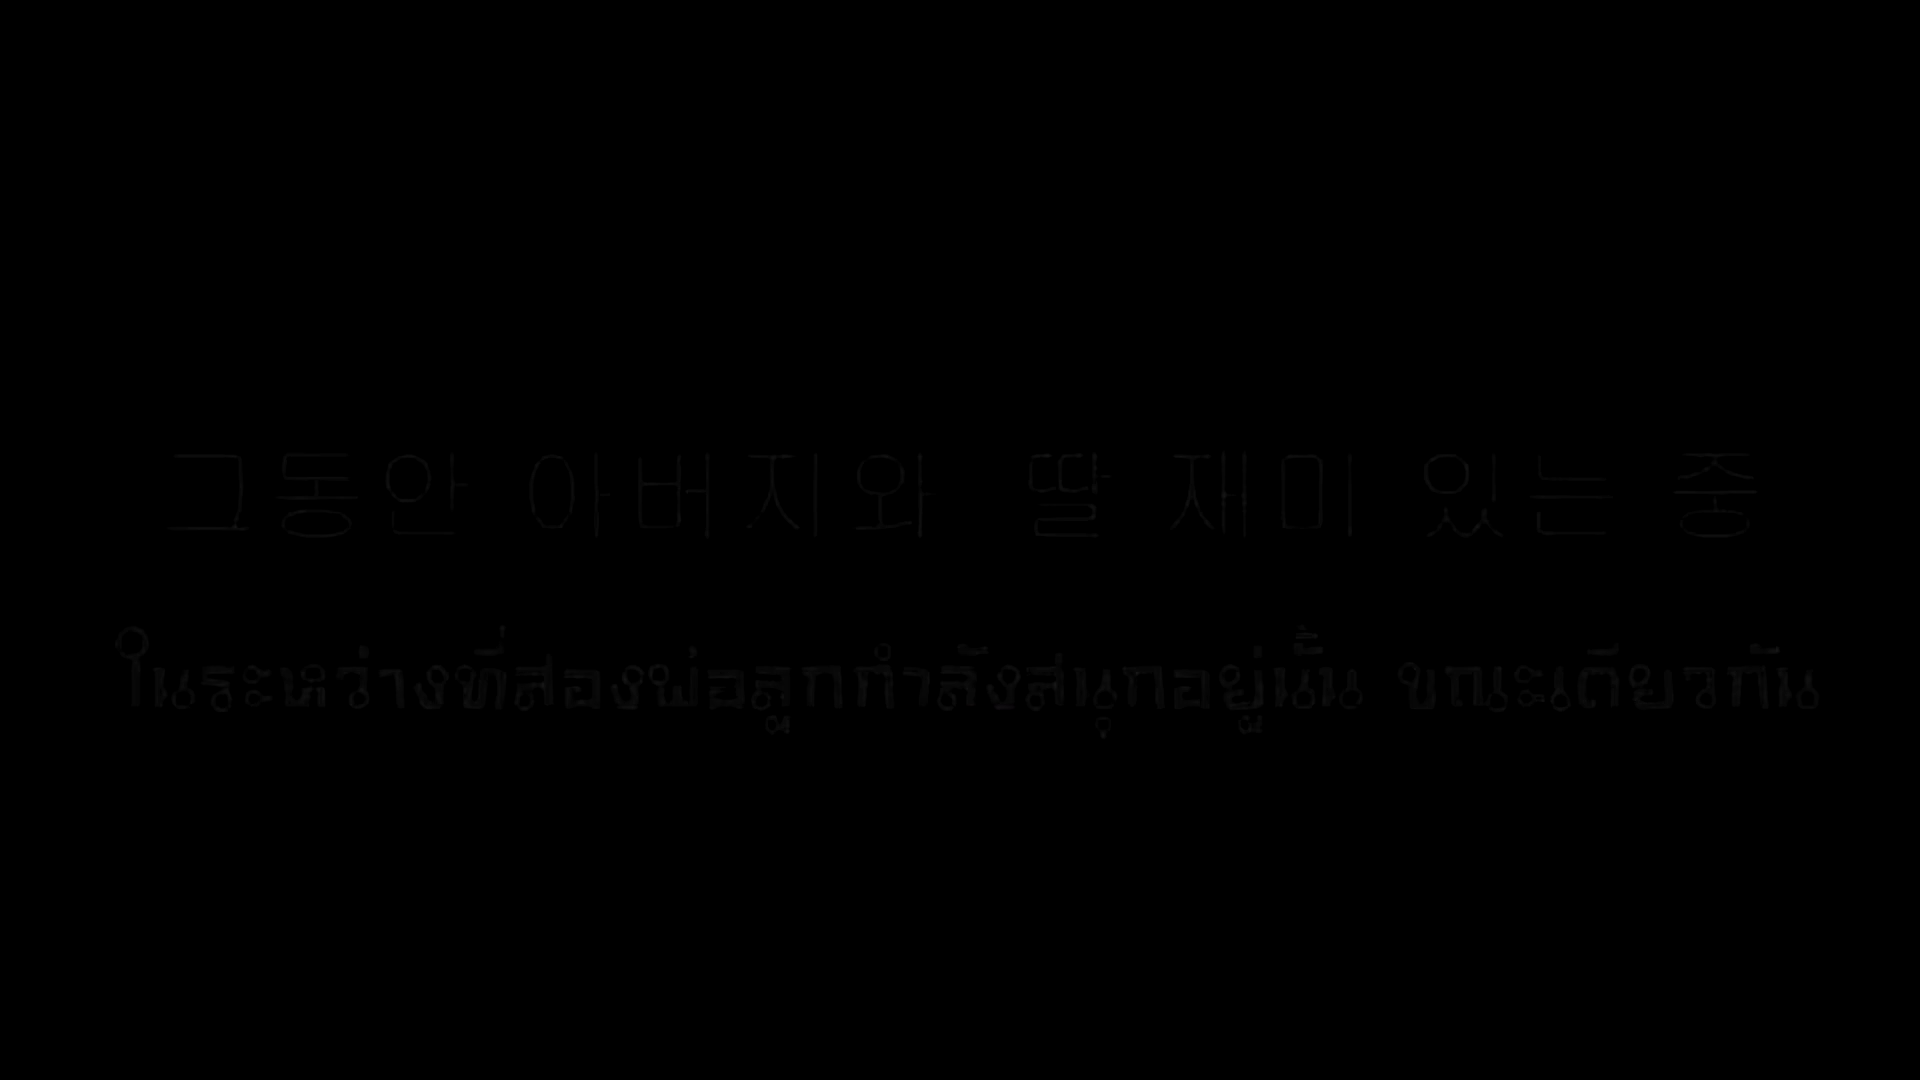 그동안 아버지와 딸 재미 있는 중
ในระหว่างที่สองพ่อลูกกำลังสนุกอยู่นั้น ขณะเดียวกัน